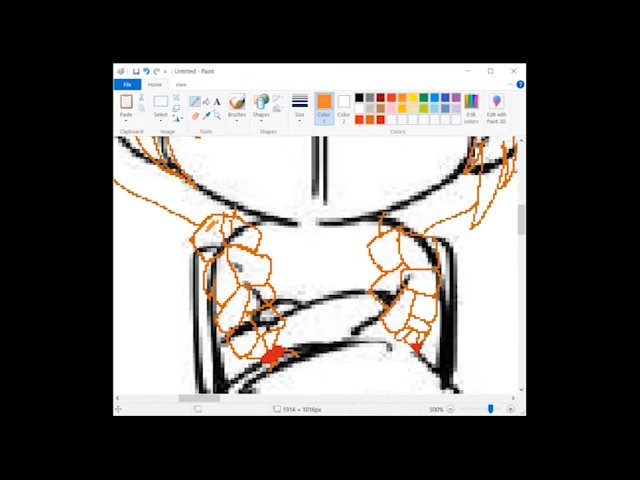 Untitled - Paint
File Home View
Paste Select Brushes Shapes Size Color 1 Color 2 Edit colors Edit with Paint 3D
Clipboard Image Tools Shapes Colors
1914 × 1016px 500%